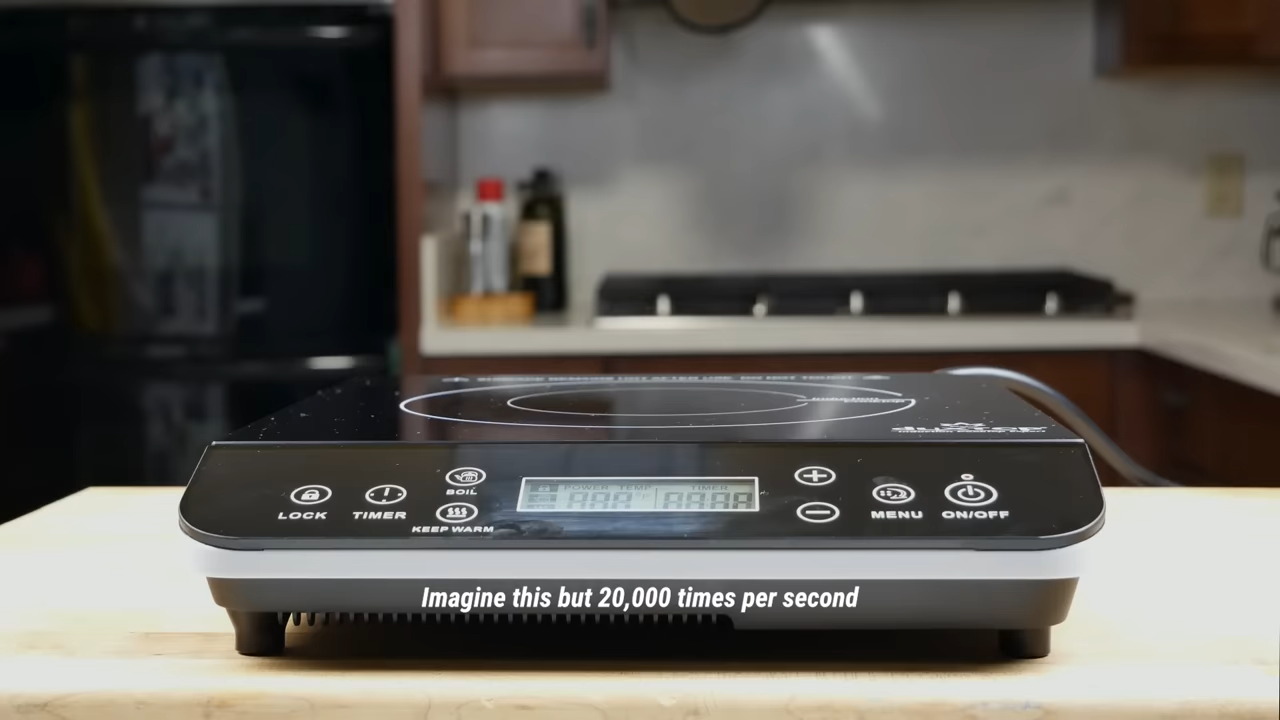 duxtop
BOIL
POWER TEMP TIMER
LOCK TIMER
KEEP WARM
MENU ON/OFF
Imagine this but 20,000 times per second